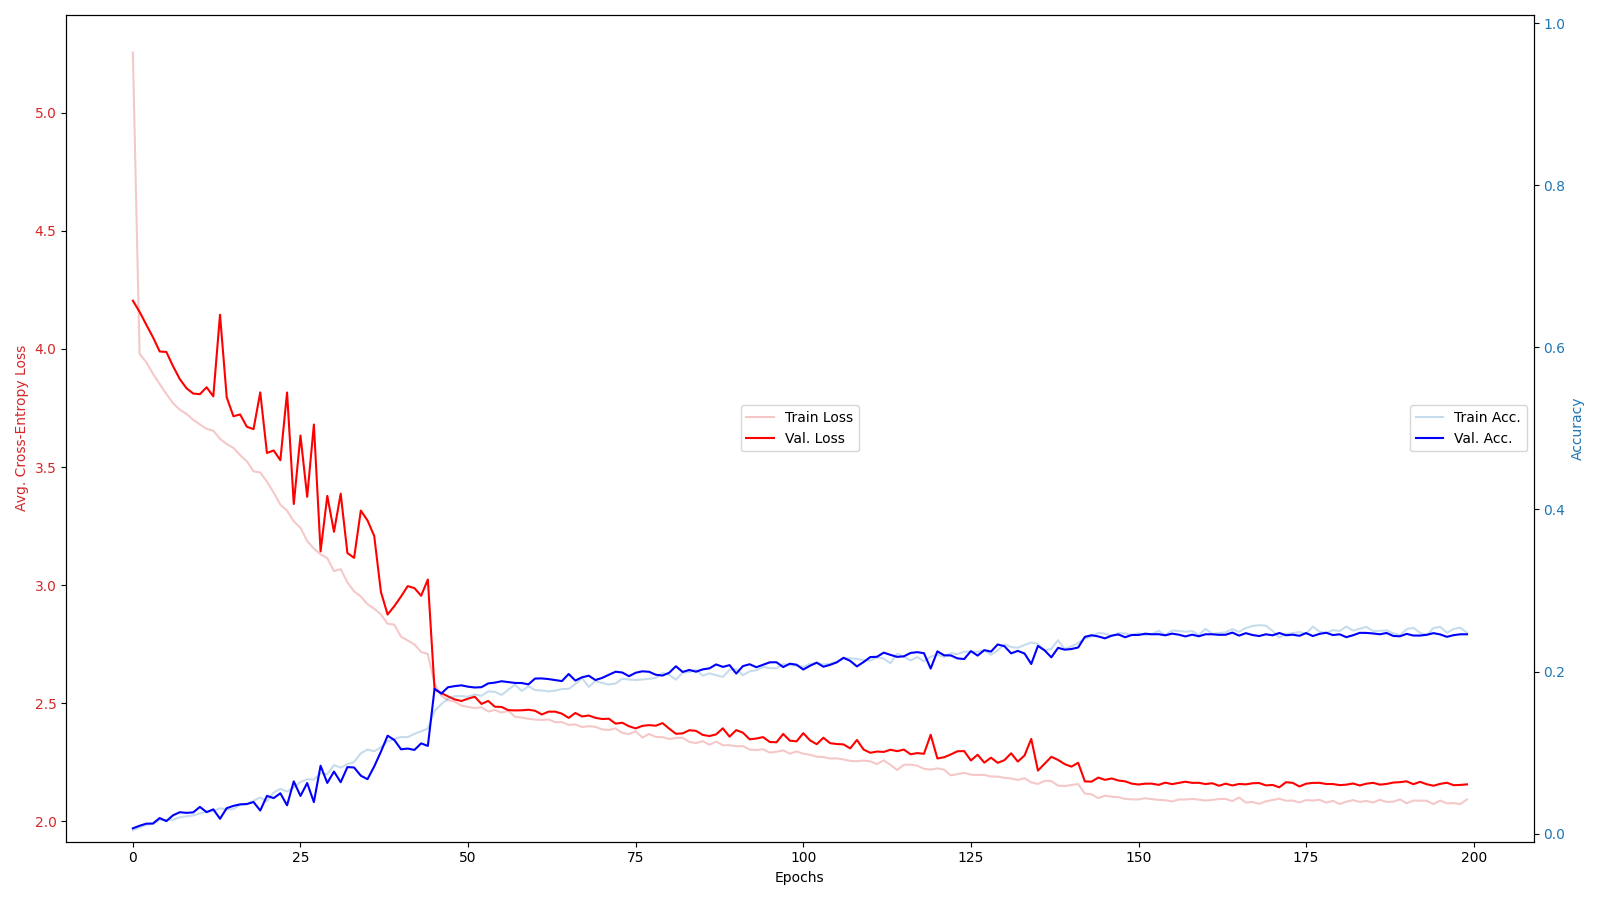 5.0
4.5
4.0
3.5
3.0
2.5
2.0
Avg. Cross-Entropy Loss
Train Loss
Val. Loss
Train Acc.
Val. Acc.
1.0
0.8
0.6
0.4
0.2
0.0
Accuracy
0 25 50 75 100 125 150 175 200
Epochs